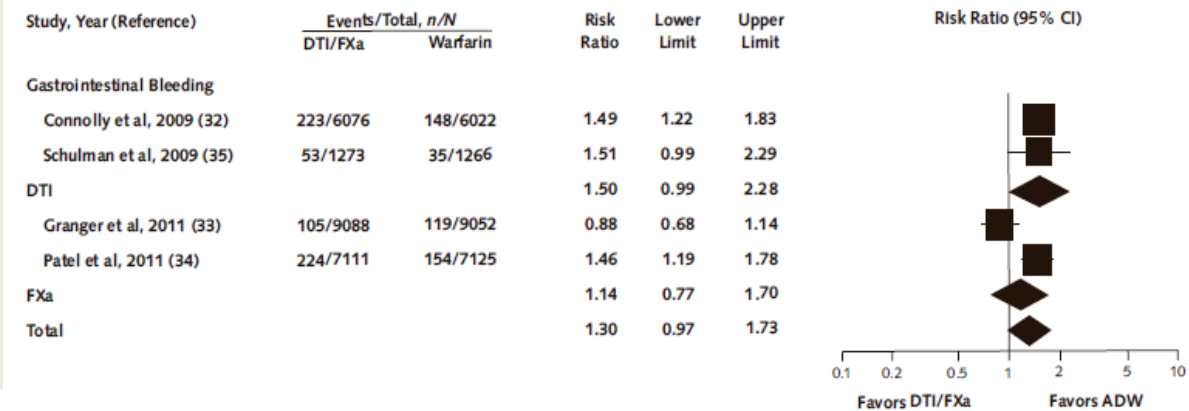 Study, Year (Reference) Events/Total, n/N Risk Ratio Lower Limit Upper Limit Risk Ratio (95% CI)
DTI/FXa Warfarin
Gastrointestinal Bleeding
Connolly et al, 2009 (32) 223/6076 148/6022 1.49 1.22 1.83
Schulman et al, 2009 (35) 53/1273 35/1266 1.51 0.99 2.29
DTI 1.50 0.99 2.28
Granger et al, 2011 (33) 105/9088 119/9052 0.88 0.68 1.14
Patel et al, 2011 (34) 224/7111 154/7125 1.46 1.19 1.78
FXa 1.14 0.77 1.70
Total 1.30 0.97 1.73
0.1 0.2 0.5 1 2 5 10
Favors DTI/FXa Favors ADW